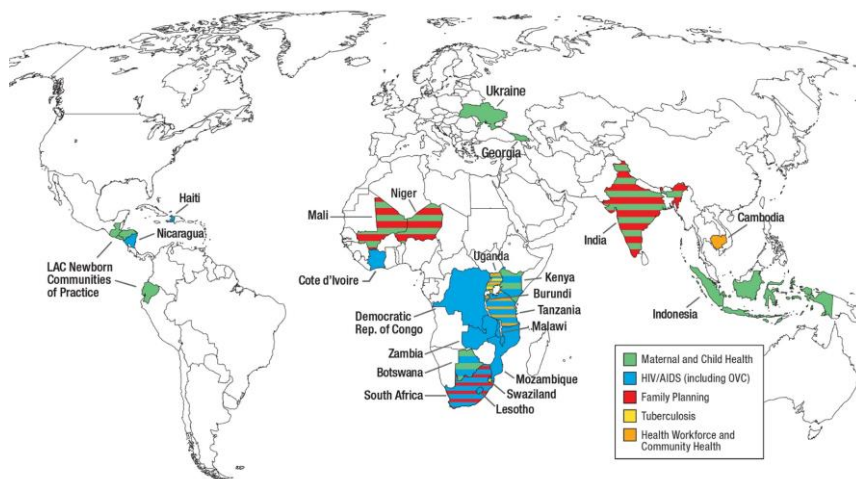 Ukraine
Georgia
Haiti
Nicaragua
LAC Newborn
Communities
of Practice
Mali
Niger
Cote d'Ivoire
India
Cambodia
Indonesia
Uganda
Kenya
Burundi
Tanzania
Malawi
Democratic
Rep. of Congo
Zambia
Botswana
South Africa
Mozambique
Swaziland
Lesotho
Maternal and Child Health
HIV/AIDS (including OVC)
Family Planning
Tuberculosis
Health Workforce and
Community Health